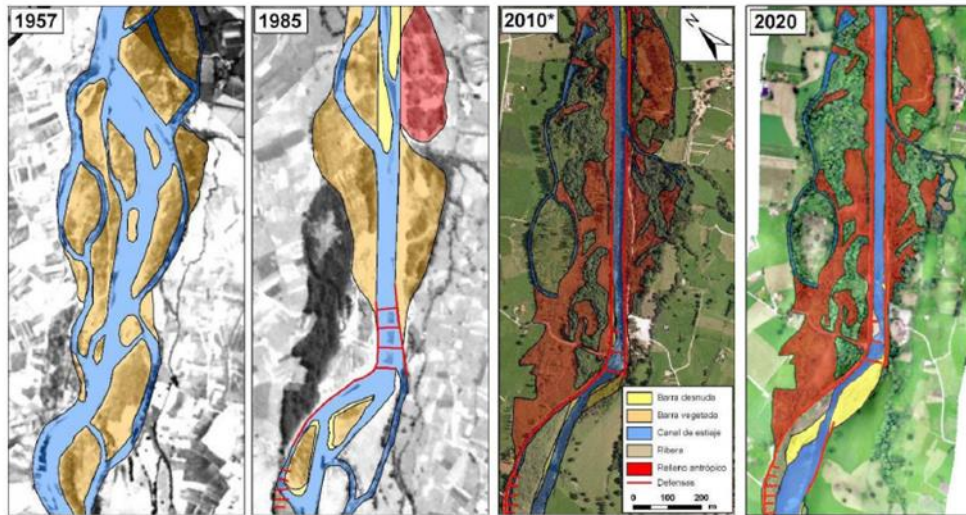 1957
1985
2010*
N
2020
Barra desnuda
Barra vegetada
Canal de estiaje
Ribera
Relleno antrópico
Defensas
0
100
200
m